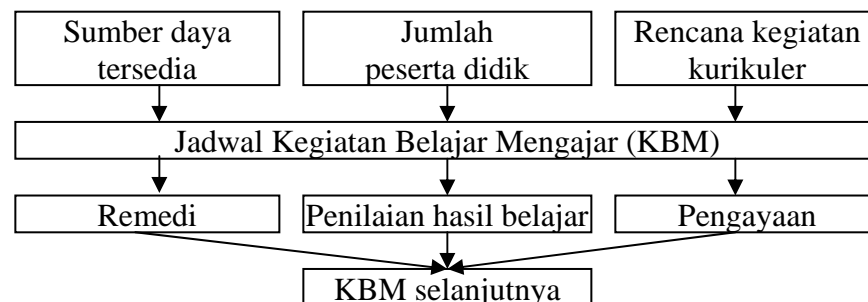 Sumber daya
tersedia
Jumlah
peserta didik
Rencana kegiatan
kurikuler
Jadwal Kegiatan Belajar Mengajar (KBM)
Remedi
Penilaian hasil belajar
Pengayaan
KBM selanjutnya